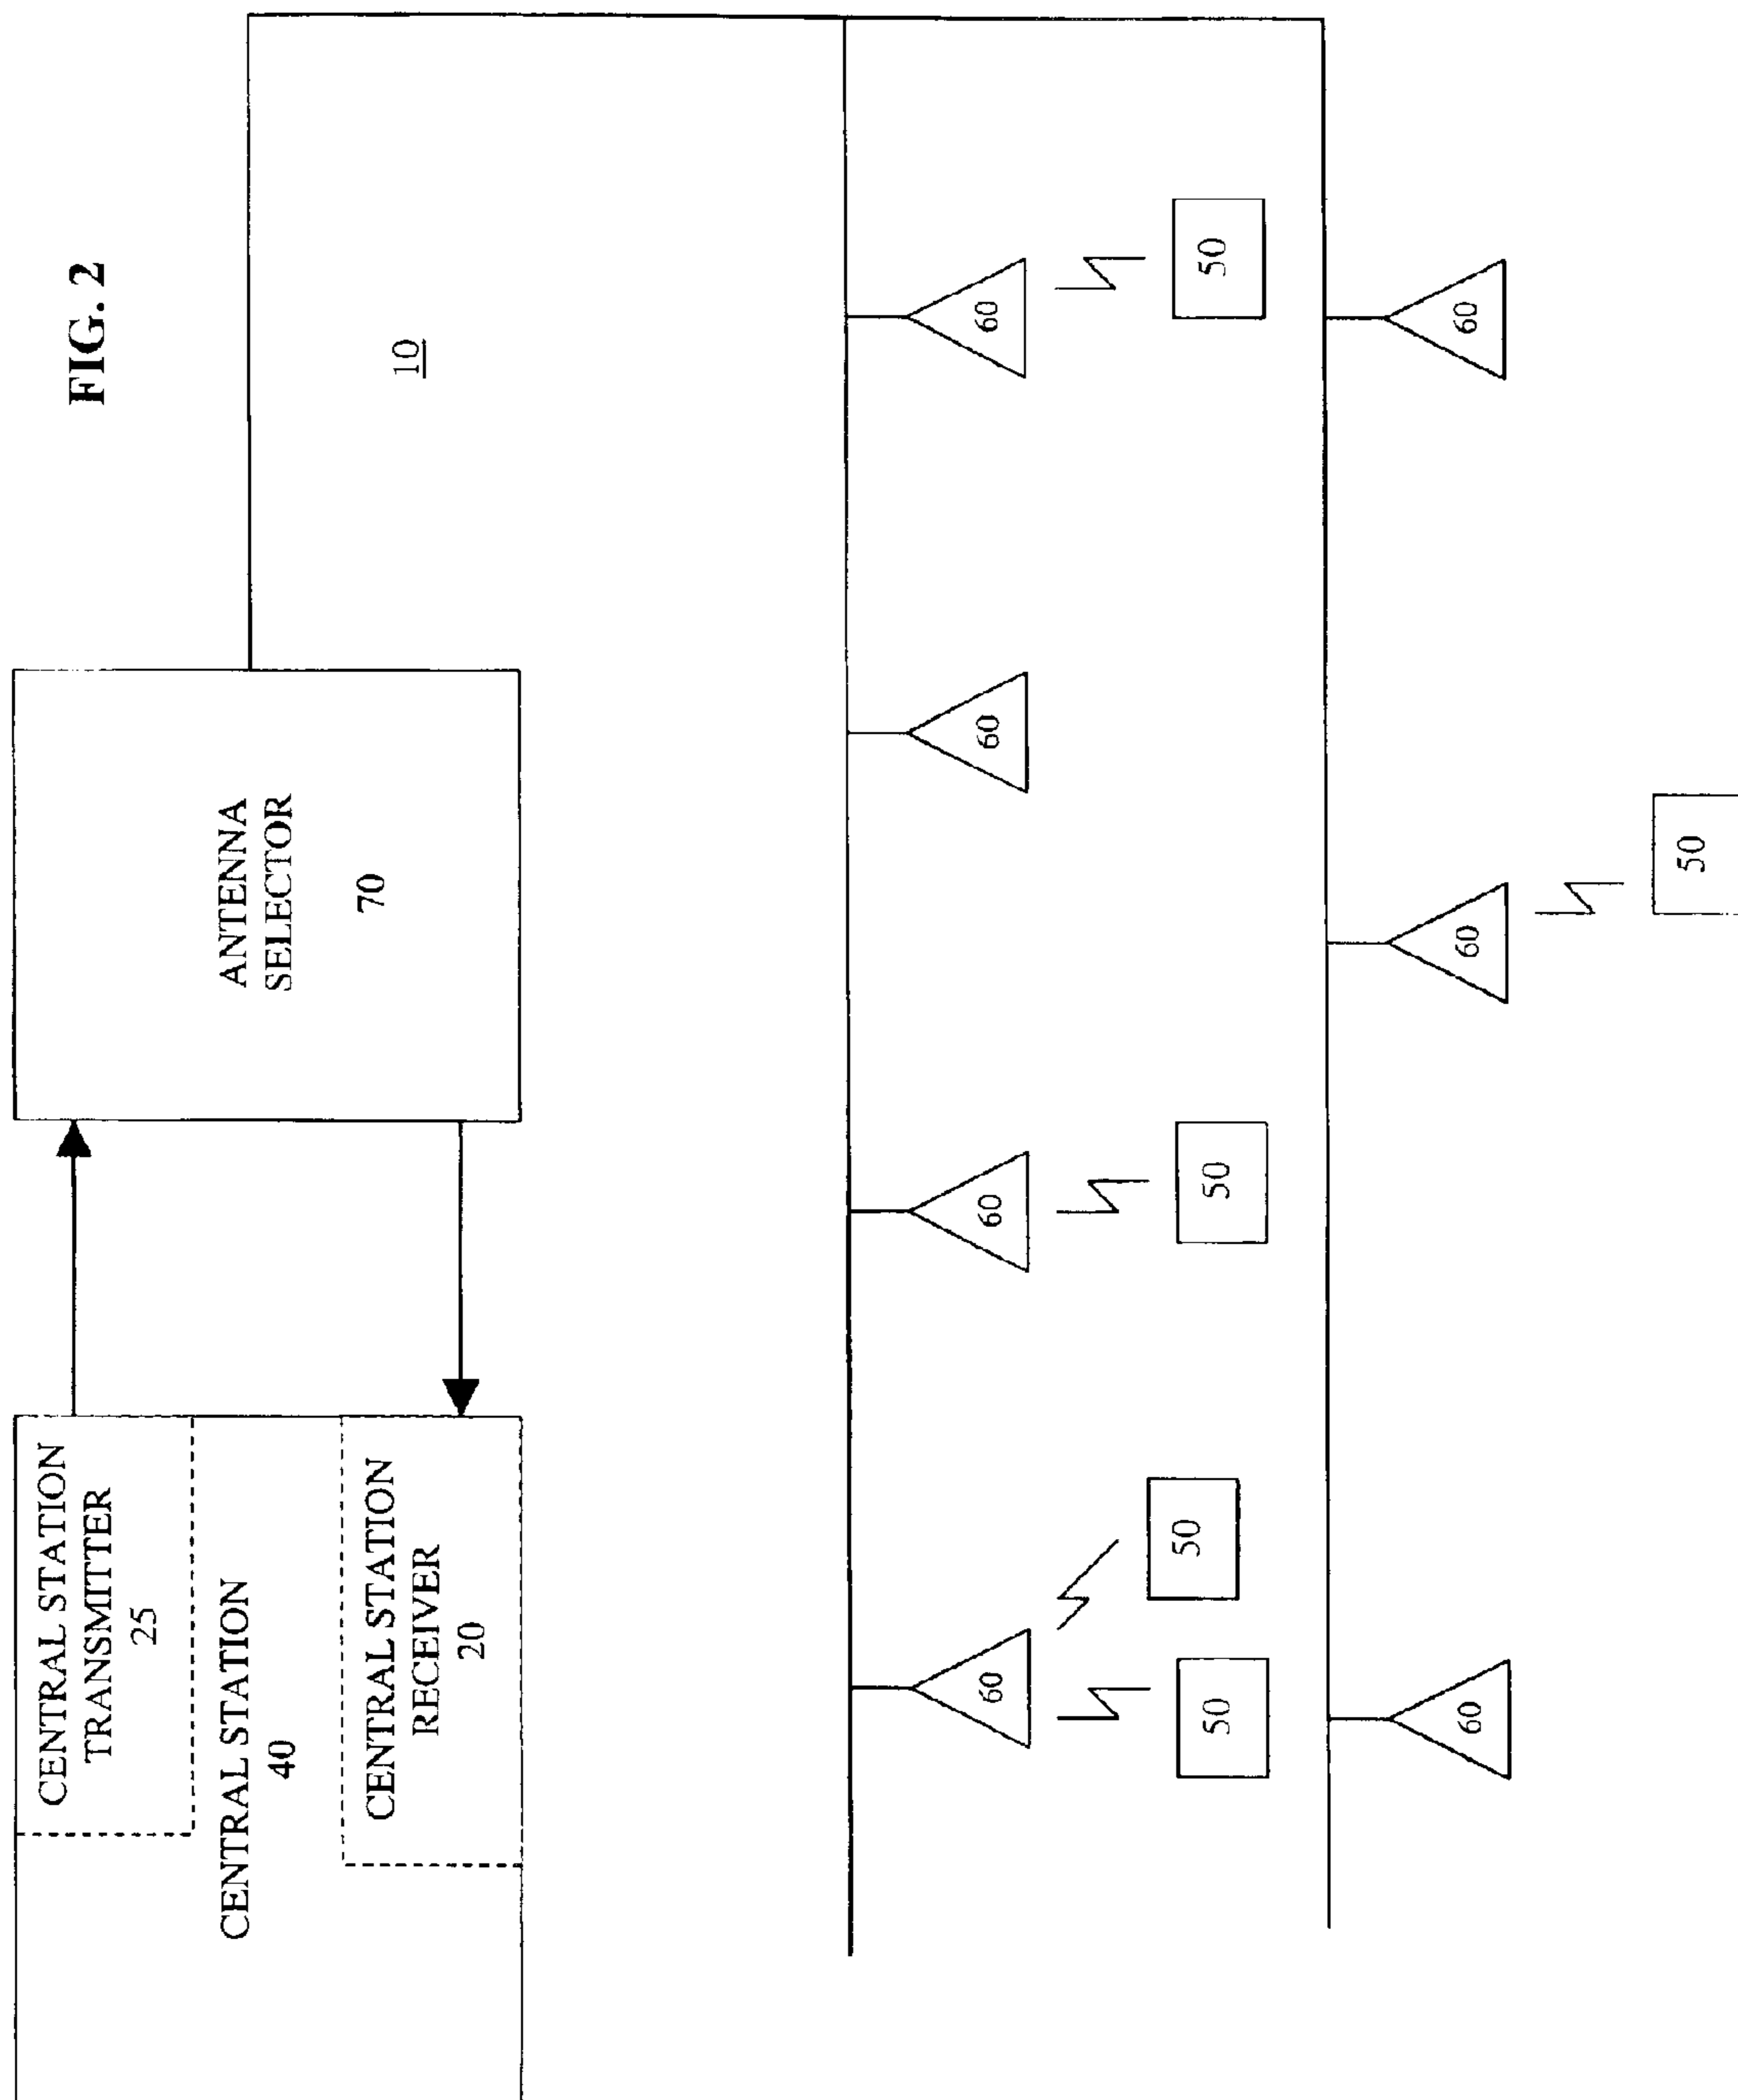 FIG. 2
CENTRAL STATION
TRANSMITTER
25
CENTRAL STATION
40
CENTRAL STATION
RECEIVER
20
ANTENNA
SELECTOR
70
10
60
60
60
60
50
50
50
50
60
60
60
50